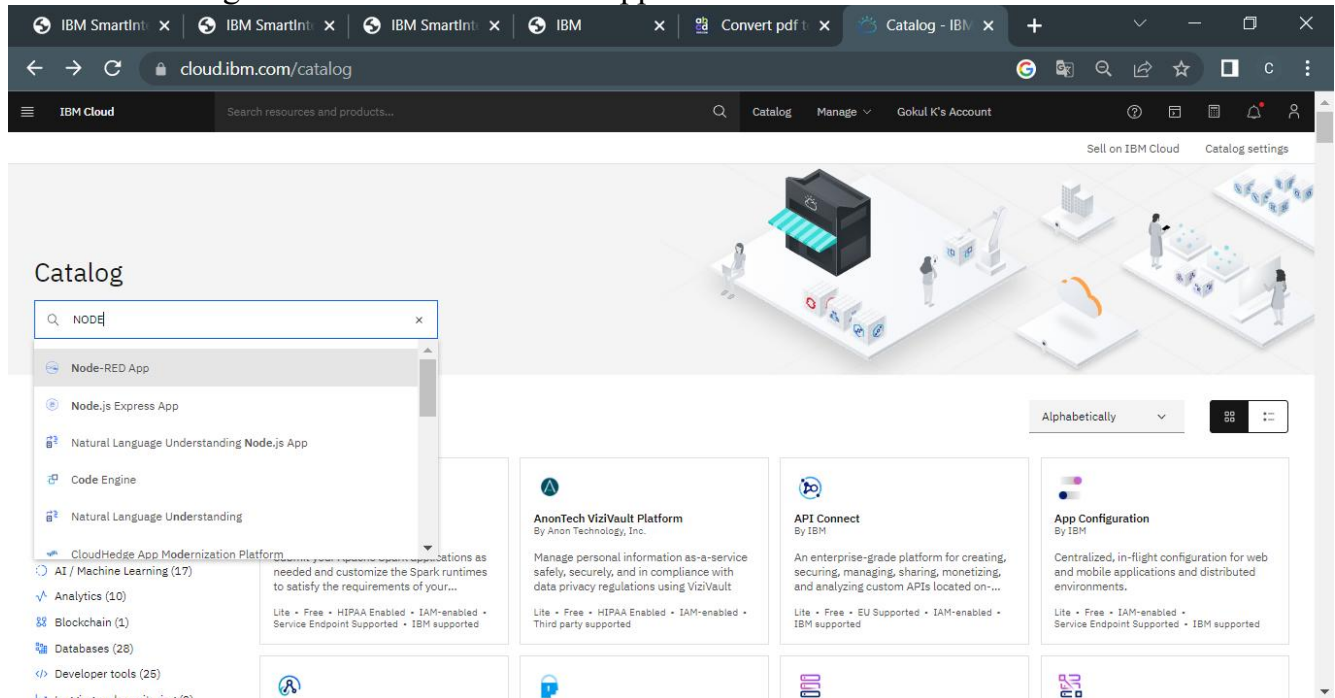 IBM SmartInt
IBM SmartInt
IBM SmartInt
IBM
Convert pdf t
Catalog - IBM
cloud.ibm.com/catalog
C
IBM Cloud
Search resources and products...
Catalog
Manage
Gokul K's Account
Sell on IBM Cloud
Catalog settings
Catalog
NODE
Node-RED App
Node.js Express App
Natural Language Understanding Node.js App
Code Engine
Natural Language Understanding
CloudHedge App Modernization Platform
Alphabetically
AI / Machine Learning (17)
Analytics (10)
Blockchain (1)
Databases (28)
Developer tools (25)
needed and customize the Spark runtimes
to satisfy the requirements of your...
Lite • Free • HIPAA Enabled • IAM-enabled •
Service Endpoint Supported • IBM supported
AnonTech ViziVault Platform
By Anon Technology, Inc.
Manage personal information as-a-service
safely, securely, and in compliance with
data privacy regulations using ViziVault
Lite • Free • HIPAA Enabled • IAM-enabled •
Third party supported
API Connect
By IBM
An enterprise-grade platform for creating,
securing, managing, sharing, monetizing,
and analyzing custom APIs located on-...
Lite • Free • EU Supported • IAM-enabled •
IBM supported
App Configuration
By IBM
Centralized, in-flight configuration for web
and mobile applications and distributed
environments.
Lite • Free • IAM-enabled •
Service Endpoint Supported • IBM supported